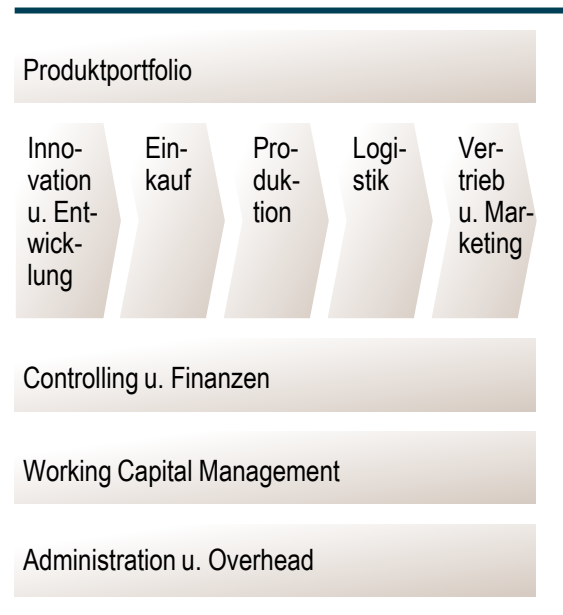 Produktportfolio
Inno-
vation
u. Ent-
wick-
lung
Ein-
kauf
Pro-
duk-
tion
Logi-
stik
Ver-
trieb
u. Mar-
keting
Controlling u. Finanzen
Working Capital Management
Administration u. Overhead